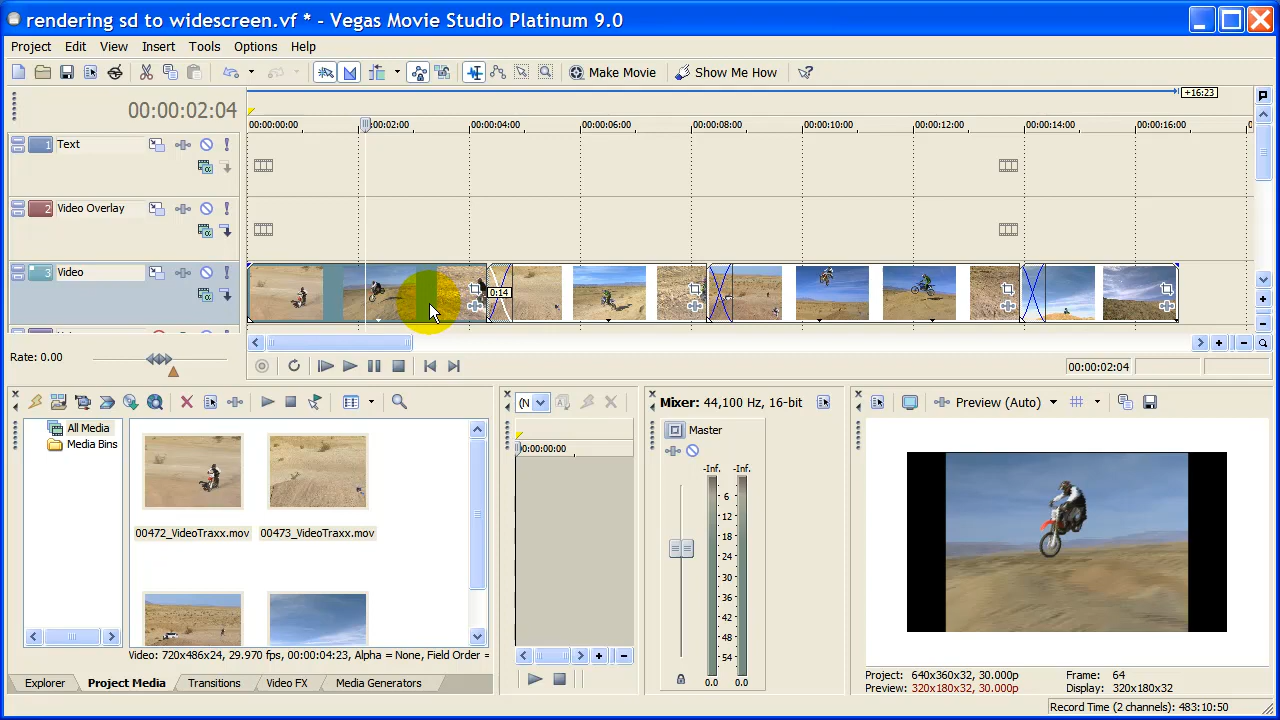 rendering sd to widescreen.vf * - Vegas Movie Studio Platinum 9.0
Project Edit View Insert Tools Options Help
Make Movie Show Me How
+16:23
00:00:02:04
00:00:00:00 00:00:02:00 00:00:04:00 00:00:06:00 00:00:08:00 00:00:10:00 00:00:12:00 00:00:14:00 00:00:16:00
1 Text
2 Video Overlay
3 Video
0:14
Rate: 0.00
00:00:02:04
(N
Mixer: 44,100 Hz, 16-bit
Preview (Auto)
All Media
Media Bins
Master
00:00:00:00
-Inf. -Inf.
6
12
18
24
30
36
42
48
54
0.0 0.0
00472_VideoTraxx.mov 00473_VideoTraxx.mov
Video: 720x486x24, 29.970 fps, 00:00:04:23, Alpha = None, Field Order =
Explorer Project Media Transitions Video FX Media Generators
Project: 640x360x32, 30.000p Frame: 64
Preview: 320x180x32, 30.000p Display: 320x180x32
Record Time (2 channels): 483:10:50